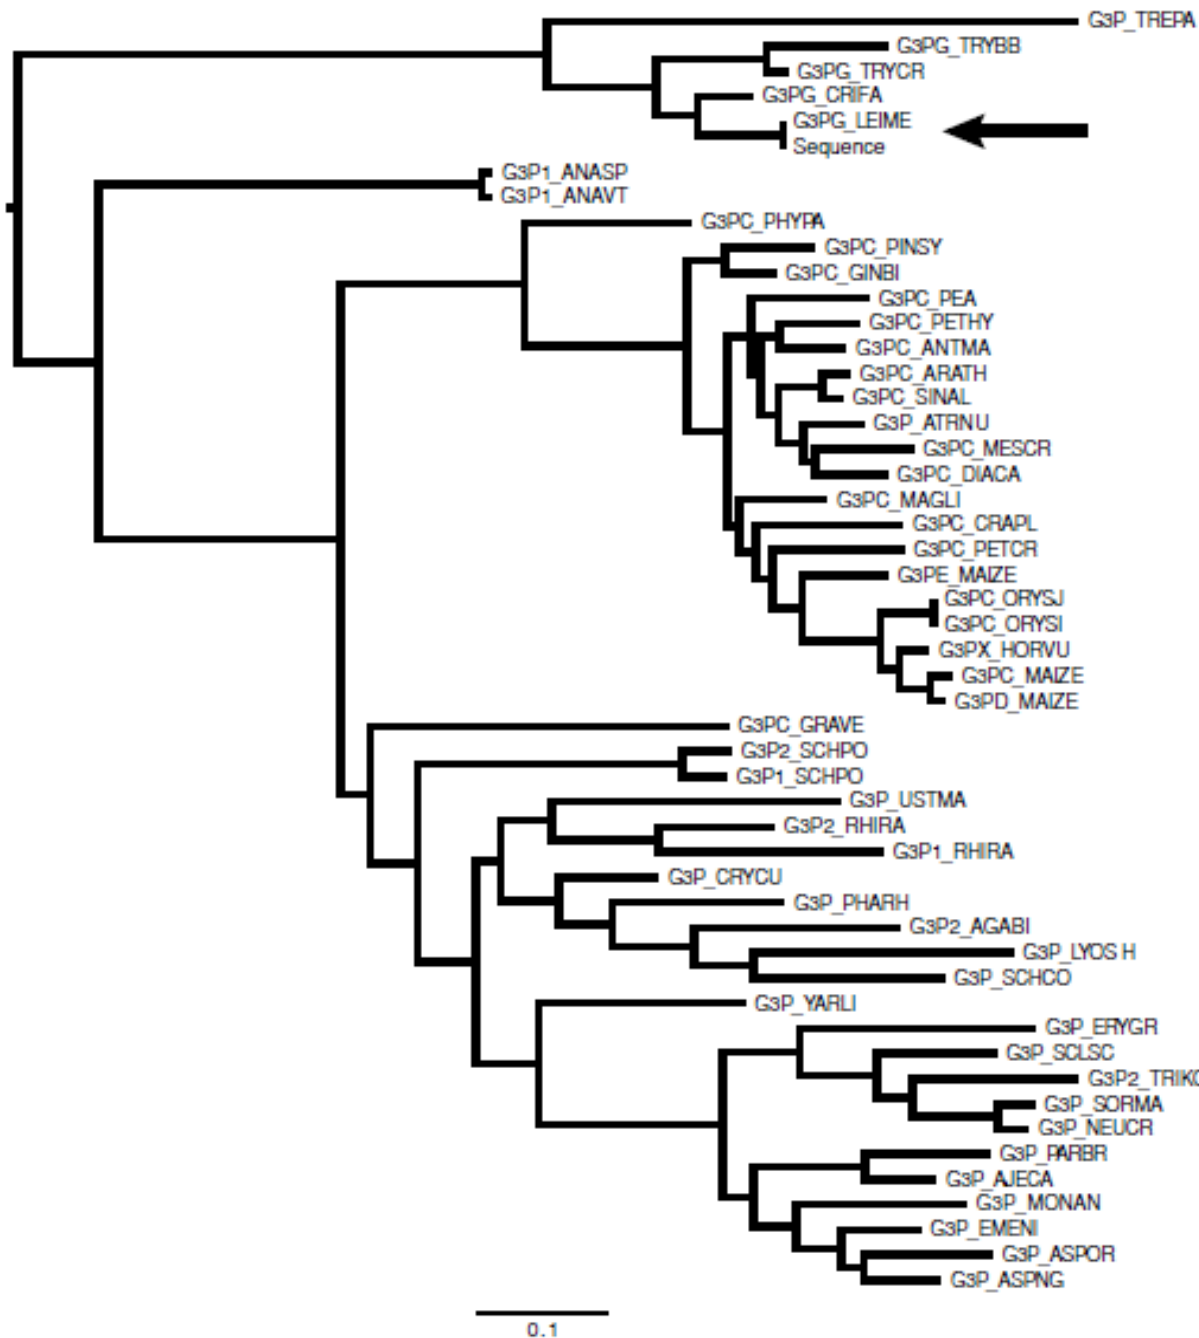 G3P_TREPA
G3PG_TRYBB
G3PG_TRYCR
G3PG_CRIFA
G3PG_LEIME
Sequence
G3P1_ANASP
G3P1_ANAVT
G3PC_PHYPA
G3PC_PINSY
G3PC_GINBI
G3PC_PEA
G3PC_PETHY
G3PC_ANTMA
G3PC_ARATH
G3PC_SINAL
G3P_ATRNU
G3PC_MESCR
G3PC_DIACA
G3PC_MAGLI
G3PC_CRAPL
G3PC_PETCR
G3PE_MAIZE
G3PC_ORYSJ
G3PC_ORYSI
G3PX_HORVU
G3PC_MAIZE
G3PD_MAIZE
G3PC_GRAVE
G3P2_SCHPO
G3P1_SCHPO
G3P_USTMA
G3P2_RHIRA
G3P1_RHIRA
G3P_CRYCU
G3P_PHARH
G3P2_AGABI
G3P_LYOSH
G3P_SCHCO
G3P_YARLI
G3P_ERYGR
G3P_SCLSC
G3P2_TRIKO
G3P_SORMA
G3P_NEUCR
G3P_PARBR
G3P_AJECA
G3P_MONAN
G3P_EMENI
G3P_ASPOR
G3P_ASPNG
0.1